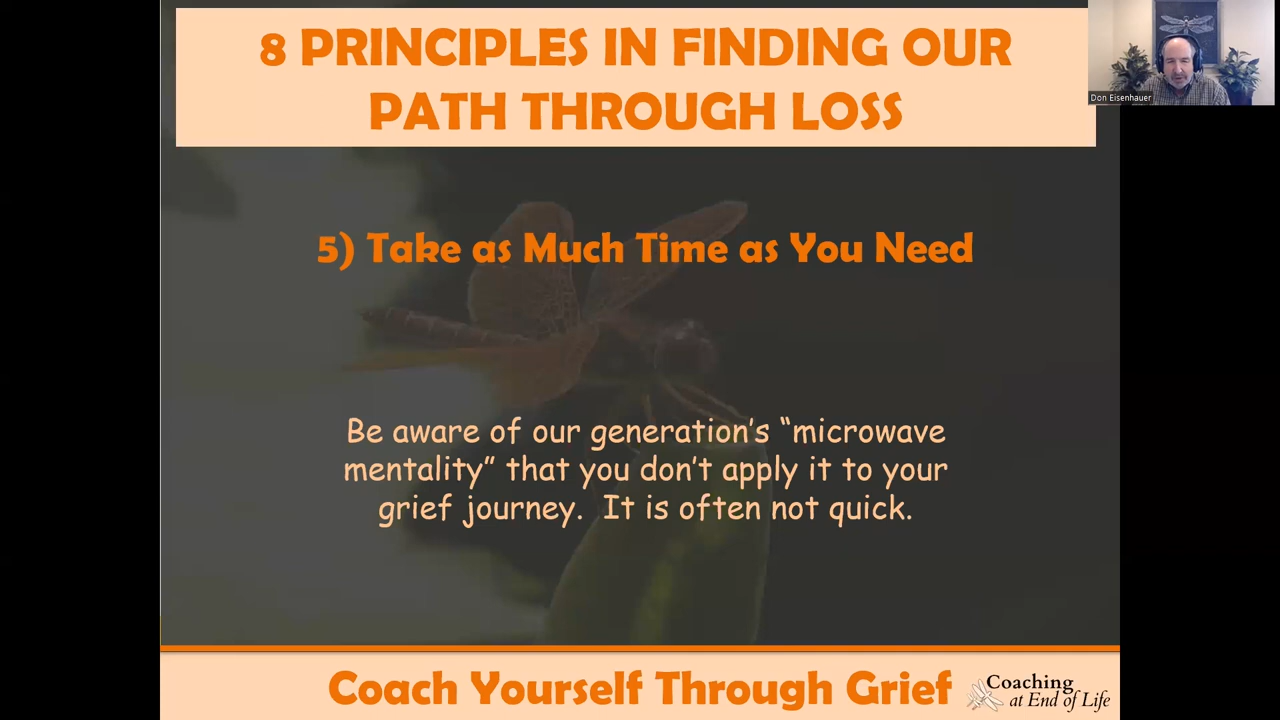 8 PRINCIPLES IN FINDING OUR
PATH THROUGH LOSS
Don Eisenhauer
5) Take as Much Time as You Need
Be aware of our generation's “microwave
mentality” that you don't apply it to your
grief journey.  It is often not quick.
Coach Yourself Through Grief
Coaching
at End of Life